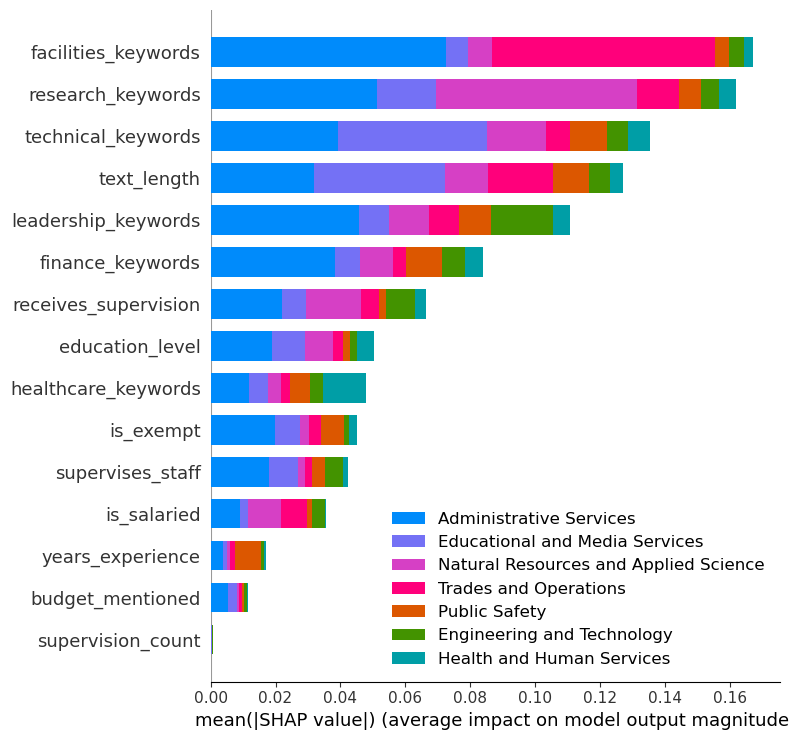 facilities_keywords
research_keywords
technical_keywords
text_length
leadership_keywords
finance_keywords
receives_supervision
education_level
healthcare_keywords
is_exempt
supervises_staff
is_salaried
years_experience
budget_mentioned
supervision_count
Administrative Services
Educational and Media Services
Natural Resources and Applied Science
Trades and Operations
Public Safety
Engineering and Technology
Health and Human Services
0.00 0.02 0.04 0.06 0.08 0.10 0.12 0.14 0.16
mean(|SHAP value|) (average impact on model output magnitude